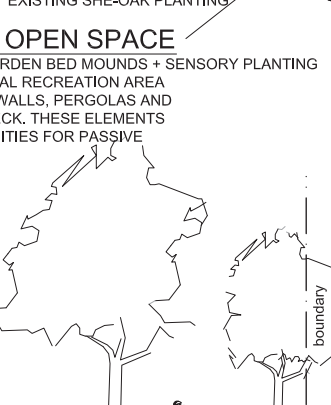 EXISTING SHE-OAK PLANTING
OPEN SPACE
RDEN BED MOUNDS + SENSORY PLANTING
AL RECREATION AREA
WALLS, PERGOLAS AND
CK. THESE ELEMENTS
ITIES FOR PASSIVE
boundary